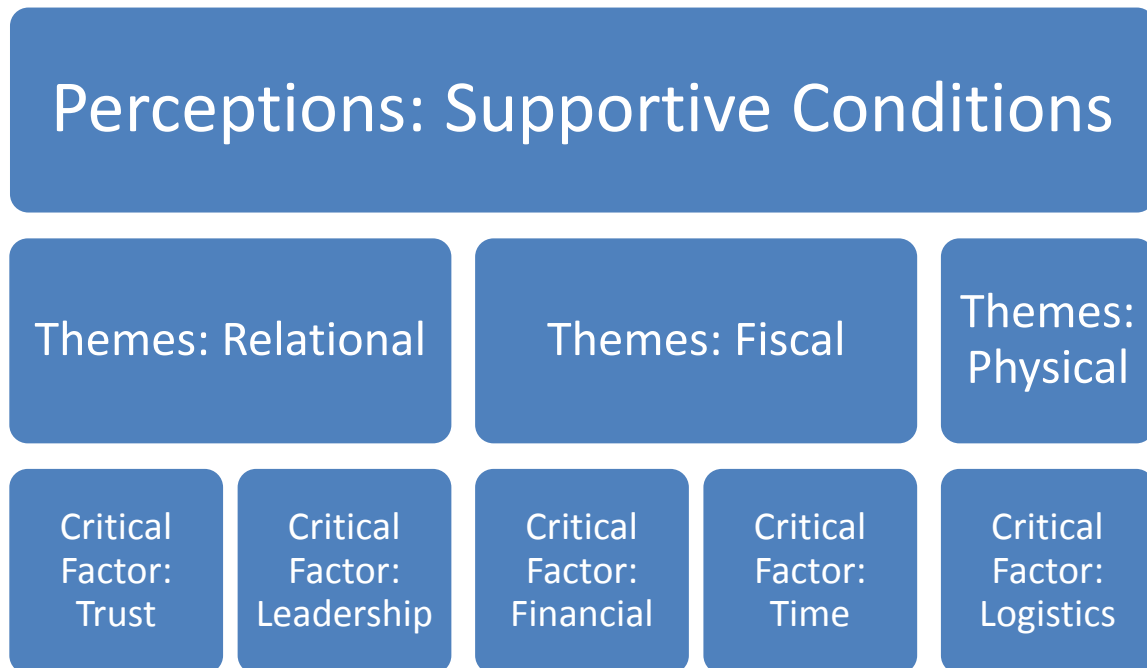 Perceptions: Supportive Conditions
Themes: Relational
Themes: Fiscal
Themes:
Physical
Critical
Factor:
Trust
Critical
Factor:
Leadership
Critical
Factor:
Financial
Critical
Factor:
Time
Critical
Factor:
Logistics